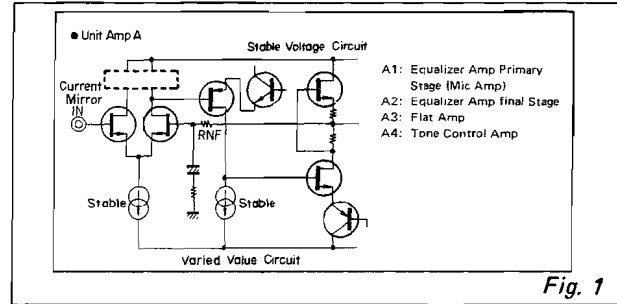 ● Unit Amp A
Stable Voltage Circuit
Current
Mirror
IN
RNF
Stable
Stable
Varied Value Circuit
A1: Equalizer Amp Primary
Stage (Mic Amp)
A2: Equalizer Amp final Stage
A3: Flat Amp
A4: Tone Control Amp
Fig. 1